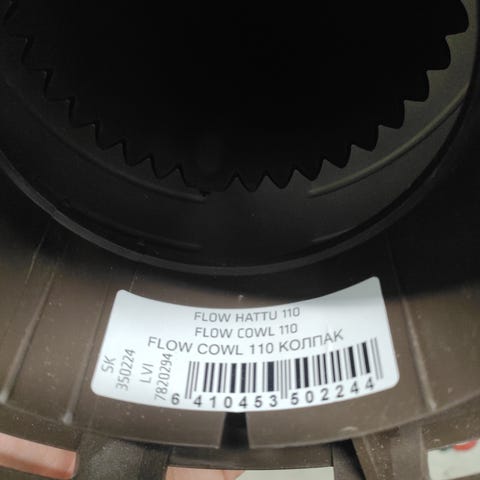 FLOW HATTU 110
FLOW COWL 110
FLOW COWL 110 КОЛПАК
SK
350224
LVI
7820294
6 410453 502244